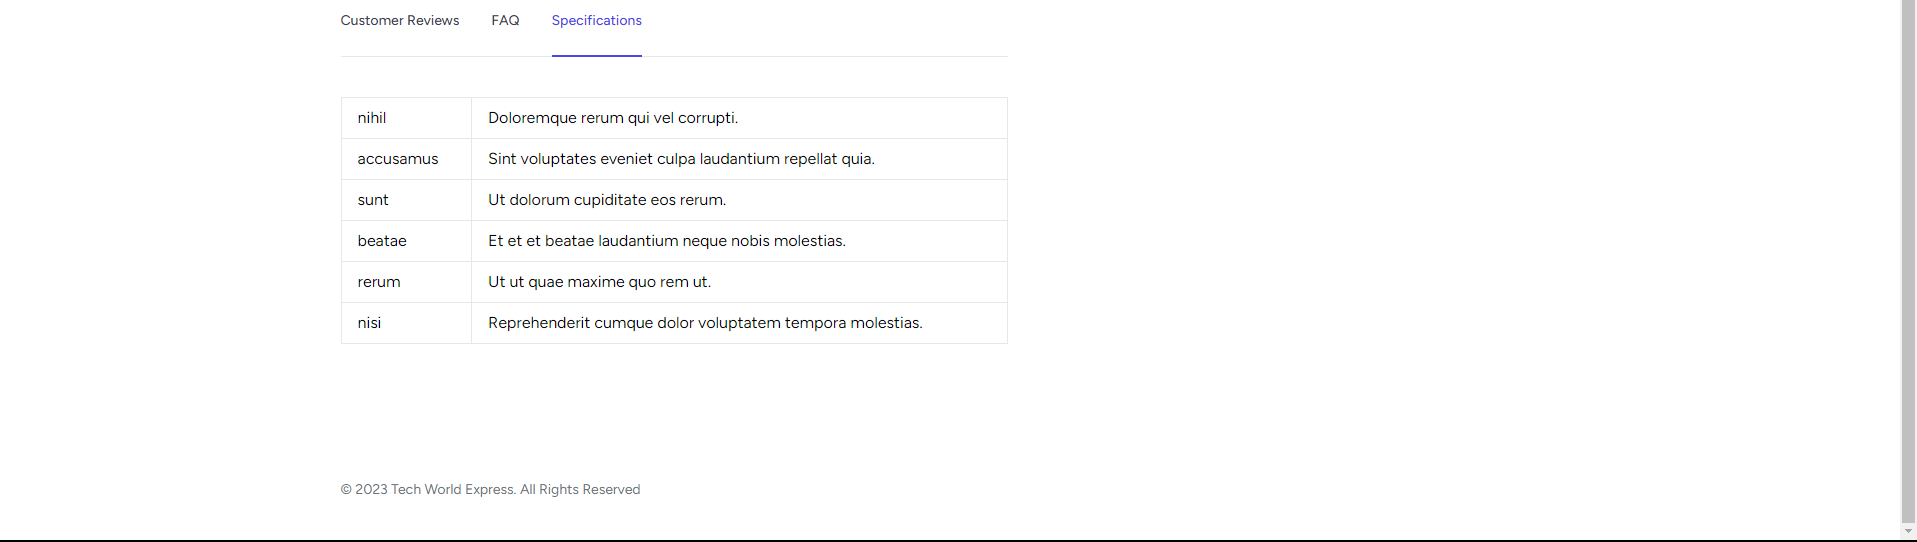 Customer Reviews FAQ Specifications
nihil Doloremque rerum qui vel corrupti.
accusamus Sint voluptates eveniet culpa laudantium repellat quia.
sunt Ut dolorum cupiditate eos rerum.
beatae Et et et beatae laudantium neque nobis molestias.
rerum Ut ut quae maxime quo rem ut.
nisi Reprehenderit cumque dolor voluptatem tempora molestias.
© 2023 Tech World Express. All Rights Reserved